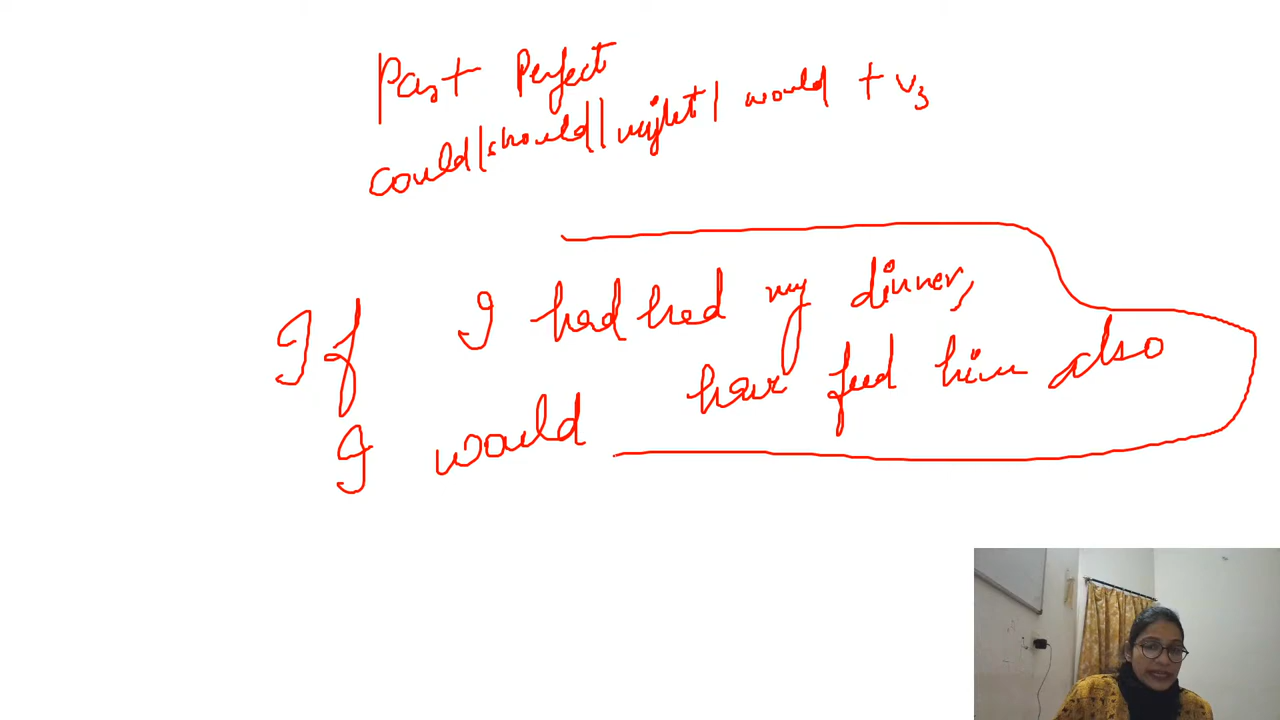 Past Perfect
could/should/might/would + V3
If I had had my dinner,
I would have feed him also